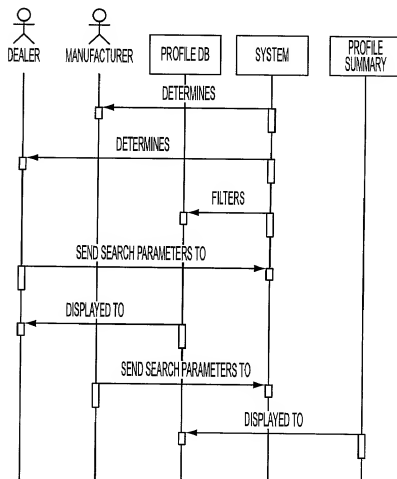 DEALER
MANUFACTURER
PROFILE DB
SYSTEM
PROFILE
SUMMARY
DETERMINES
DETERMINES
FILTERS
SEND SEARCH PARAMETERS TO
DISPLAYED TO
SEND SEARCH PARAMETERS TO
DISPLAYED TO